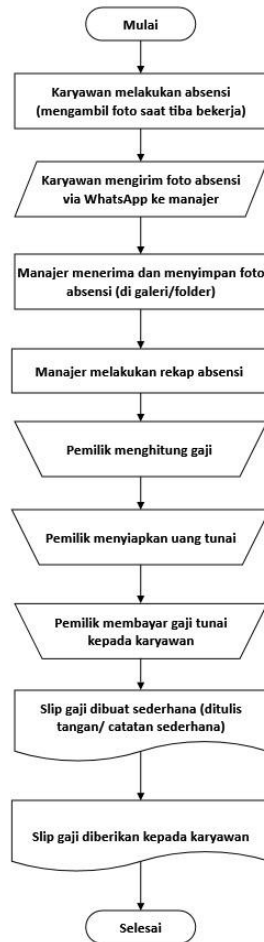 Mulai
Karyawan melakukan absensi
(mengambil foto saat tiba bekerja)
Karyawan mengirim foto absensi
via WhatsApp ke manajer
Manajer menerima dan menyimpan foto
absensi (di galeri/folder)
Manajer melakukan rekap absensi
Pemilik menghitung gaji
Pemilik menyiapkan uang tunai
Pemilik membayar gaji tunai
kepada karyawan
Slip gaji dibuat sederhana (ditulis
tangan/ catatan sederhana)
Slip gaji diberikan kepada karyawan
Selesai